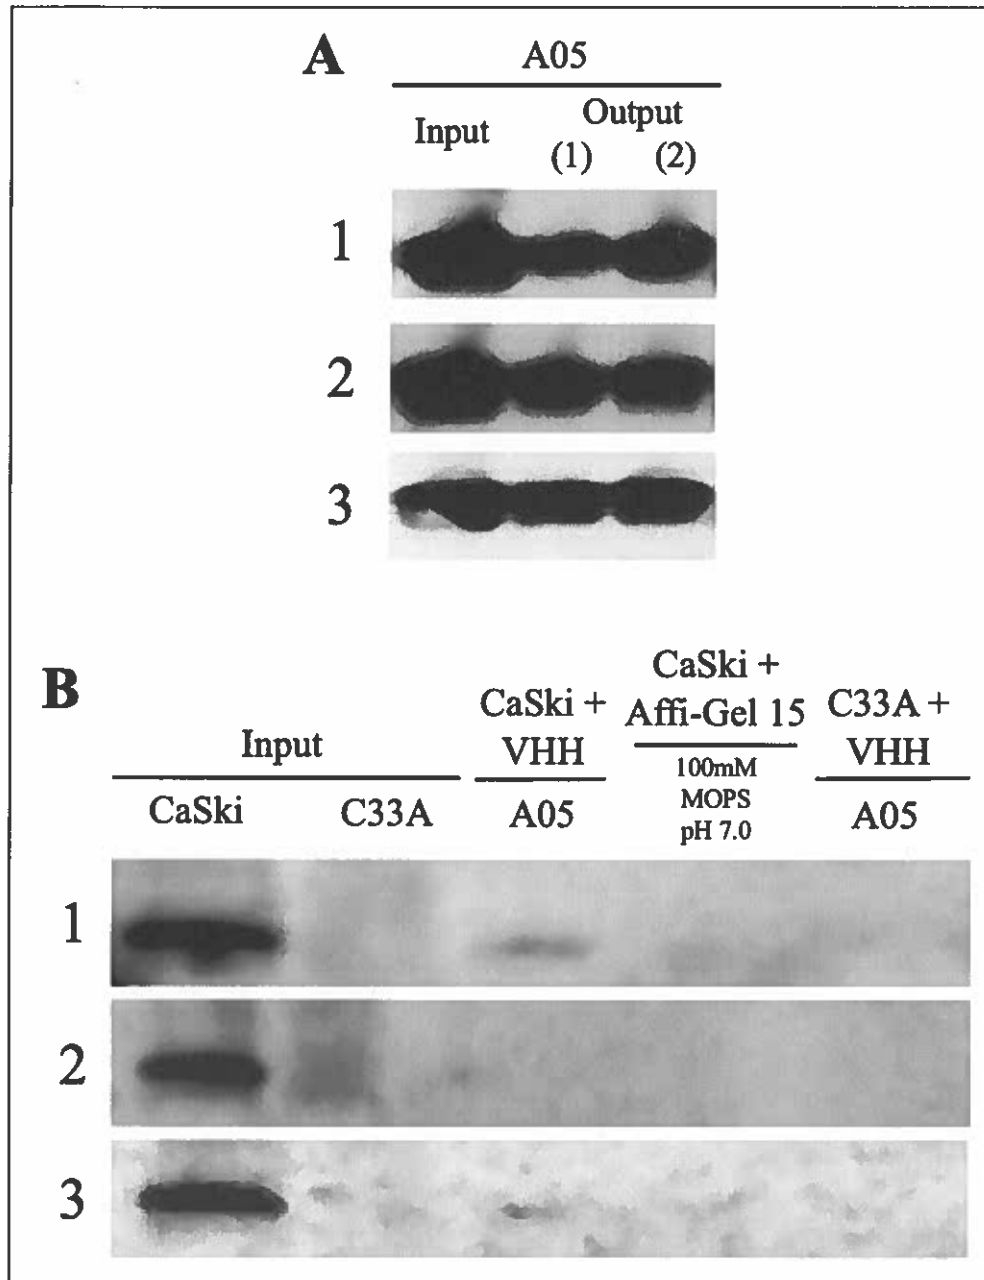 A
A05
Input
Output
(1)
(2)
1
2
3
B
Input
CaSki +
VHH
CaSki +
Affi-Gel 15
C33A +
VHH
CaSki
C33A
A05
100mM
MOPS
pH 7.0
A05
1
2
3